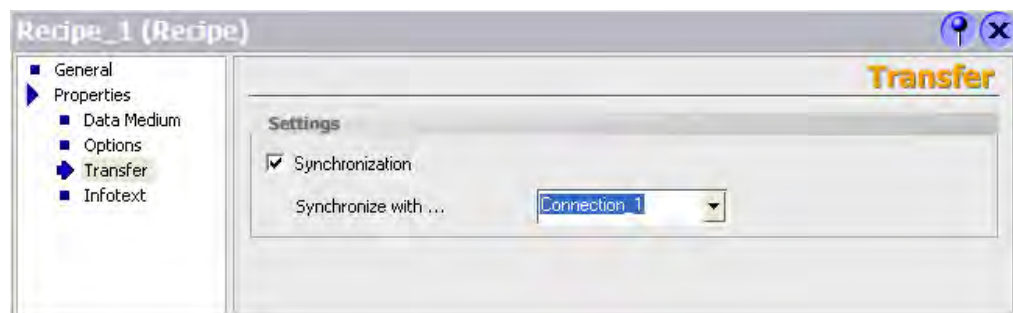 Recipe_1 (Recipe)
General
Properties
Data Medium
Options
Transfer
Infotext
Transfer
Settings
Synchronization
Synchronize with ...
Connection_1